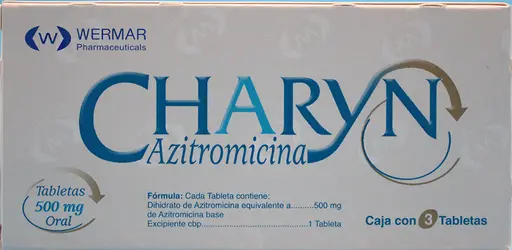 WERMAR
Pharmaceuticals
CHARYN
Azitromicina
Tabletas
500 mg
Oral
Fórmula: Cada Tableta contiene:
Dihidrato de Azitromicina equivalente a..........500 mg
de Azitromicina base
Excipiente cbp.................................................1 Tableta
Caja con 3 Tabletas